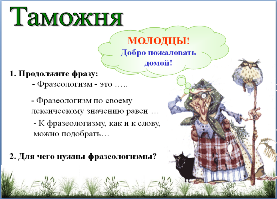 Таможня
МОЛОДЦЫ!
Добро пожаловать
домой!
1. Продолжите фразу:
- Фразеологизм - это …..
- Фразеологизм по своему
лексическому значению равен …
- К фразеологизму, как и к слову,
можно подобрать…
2. Для чего нужны фразеологизмы?